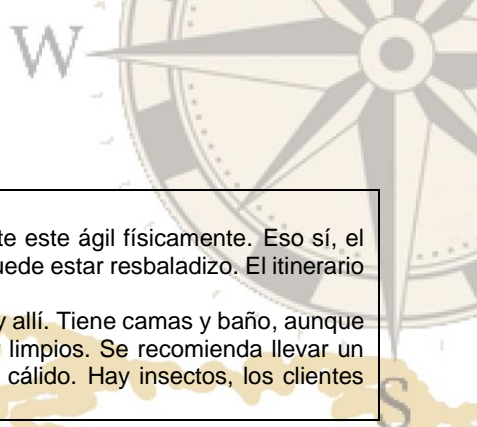 W
te este ágil físicamente. Eso sí, el
uede estar resbaladizo. El itinerario
y allí. Tiene camas y baño, aunque
limpios. Se recomienda llevar un
cálido. Hay insectos, los clientes
S